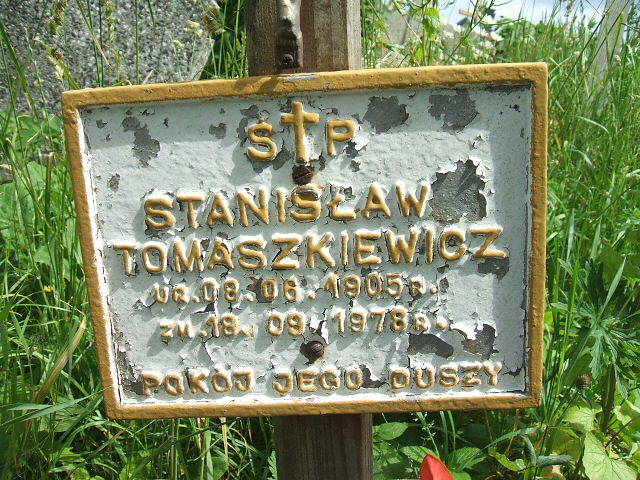 S † P
STANISŁAW
TOMASZKIEWICZ
UR. 08. 06. 1905 R.
ZM. 18. 09. 1978 R.
POKÓJ JEGO DUSZY